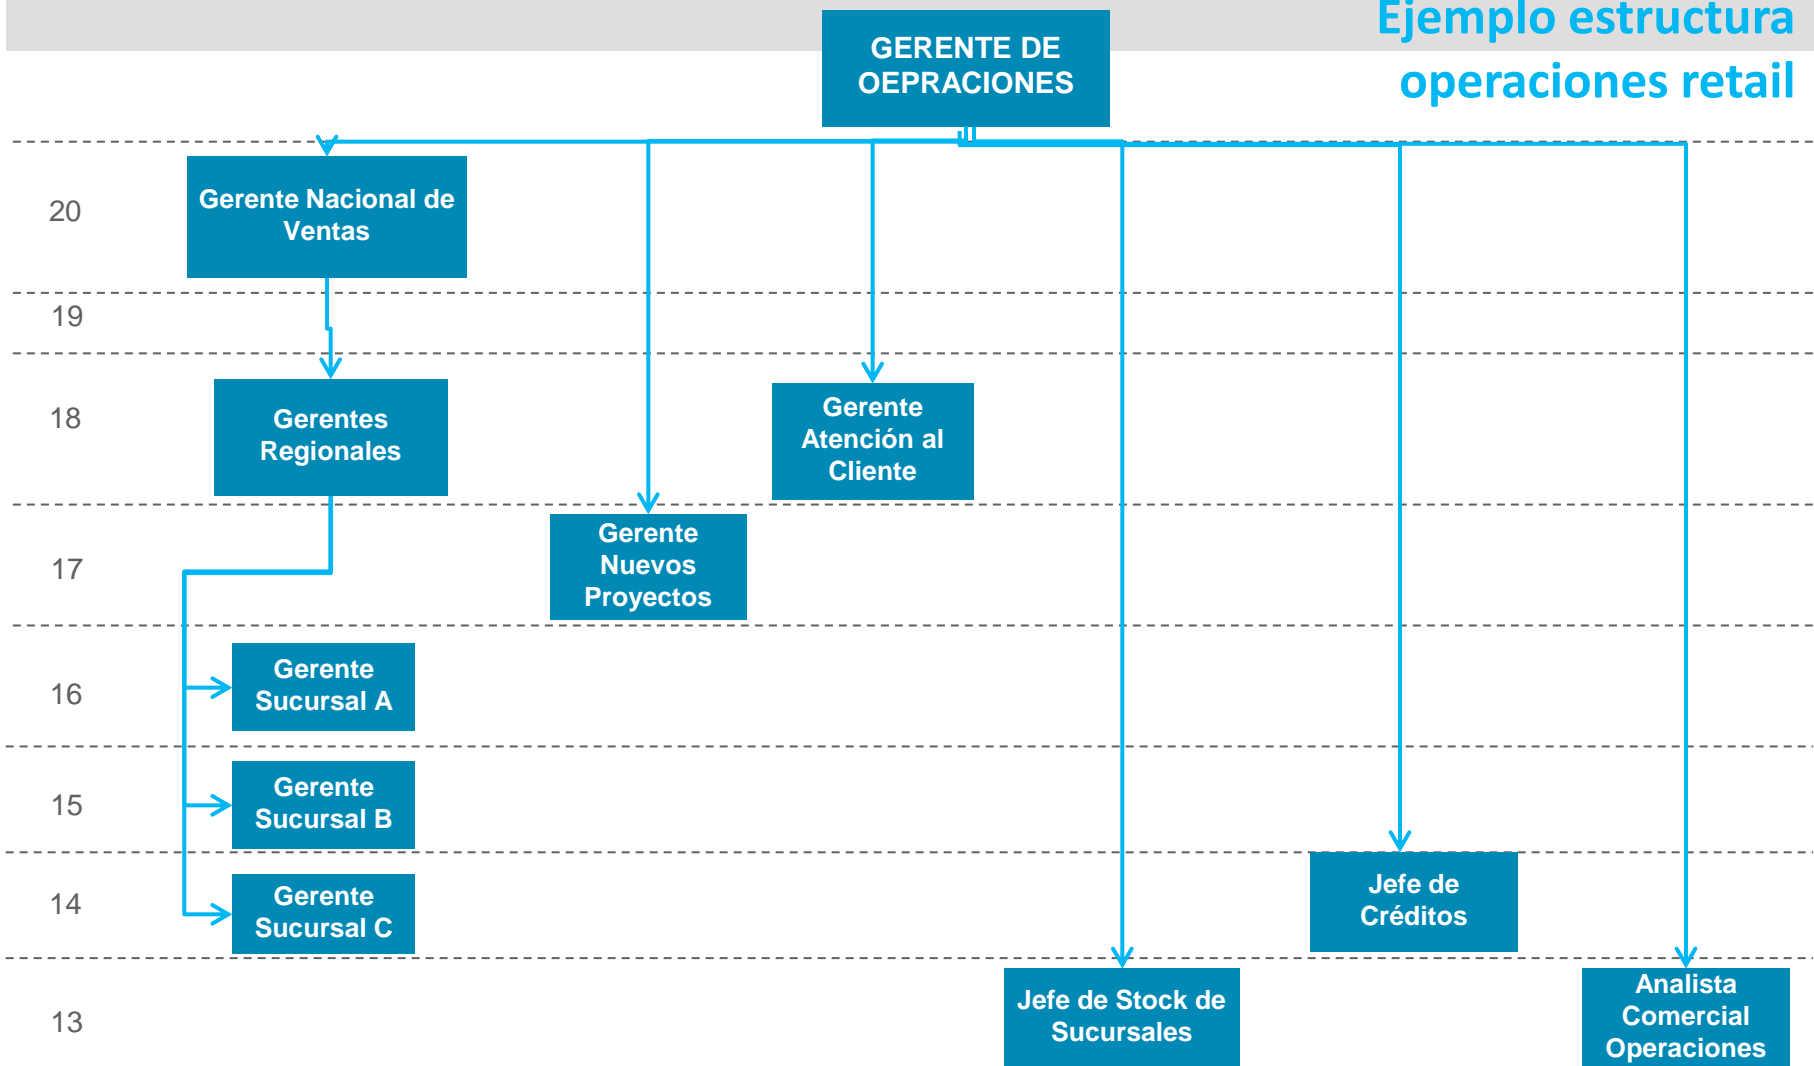 Ejemplo estructura
operaciones retail
GERENTE DE
OEPRACIONES
20
Gerente Nacional de
Ventas
19
18
Gerentes
Regionales
Gerente
Atención al
Cliente
17
Gerente
Nuevos
Proyectos
16
Gerente
Sucursal A
15
Gerente
Sucursal B
14
Gerente
Sucursal C
Jefe de
Créditos
13
Jefe de Stock de
Sucursales
Analista
Comercial
Operaciones